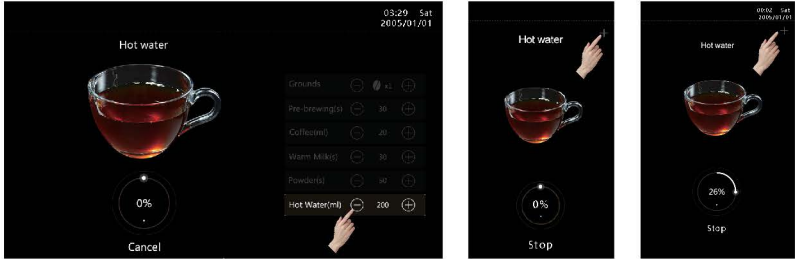 03:29 Sat
2005/01/01
Hot water
Grounds x1
Pre-brewing(s) 30
Coffee(ml) 20
Warm Milk(s) 30
Powder(s) 60
Hot Water(ml) 200
0%
Cancel
Hot water
0%
Stop
00:02 Sat
2005/01/01
Hot water
26%
Stop